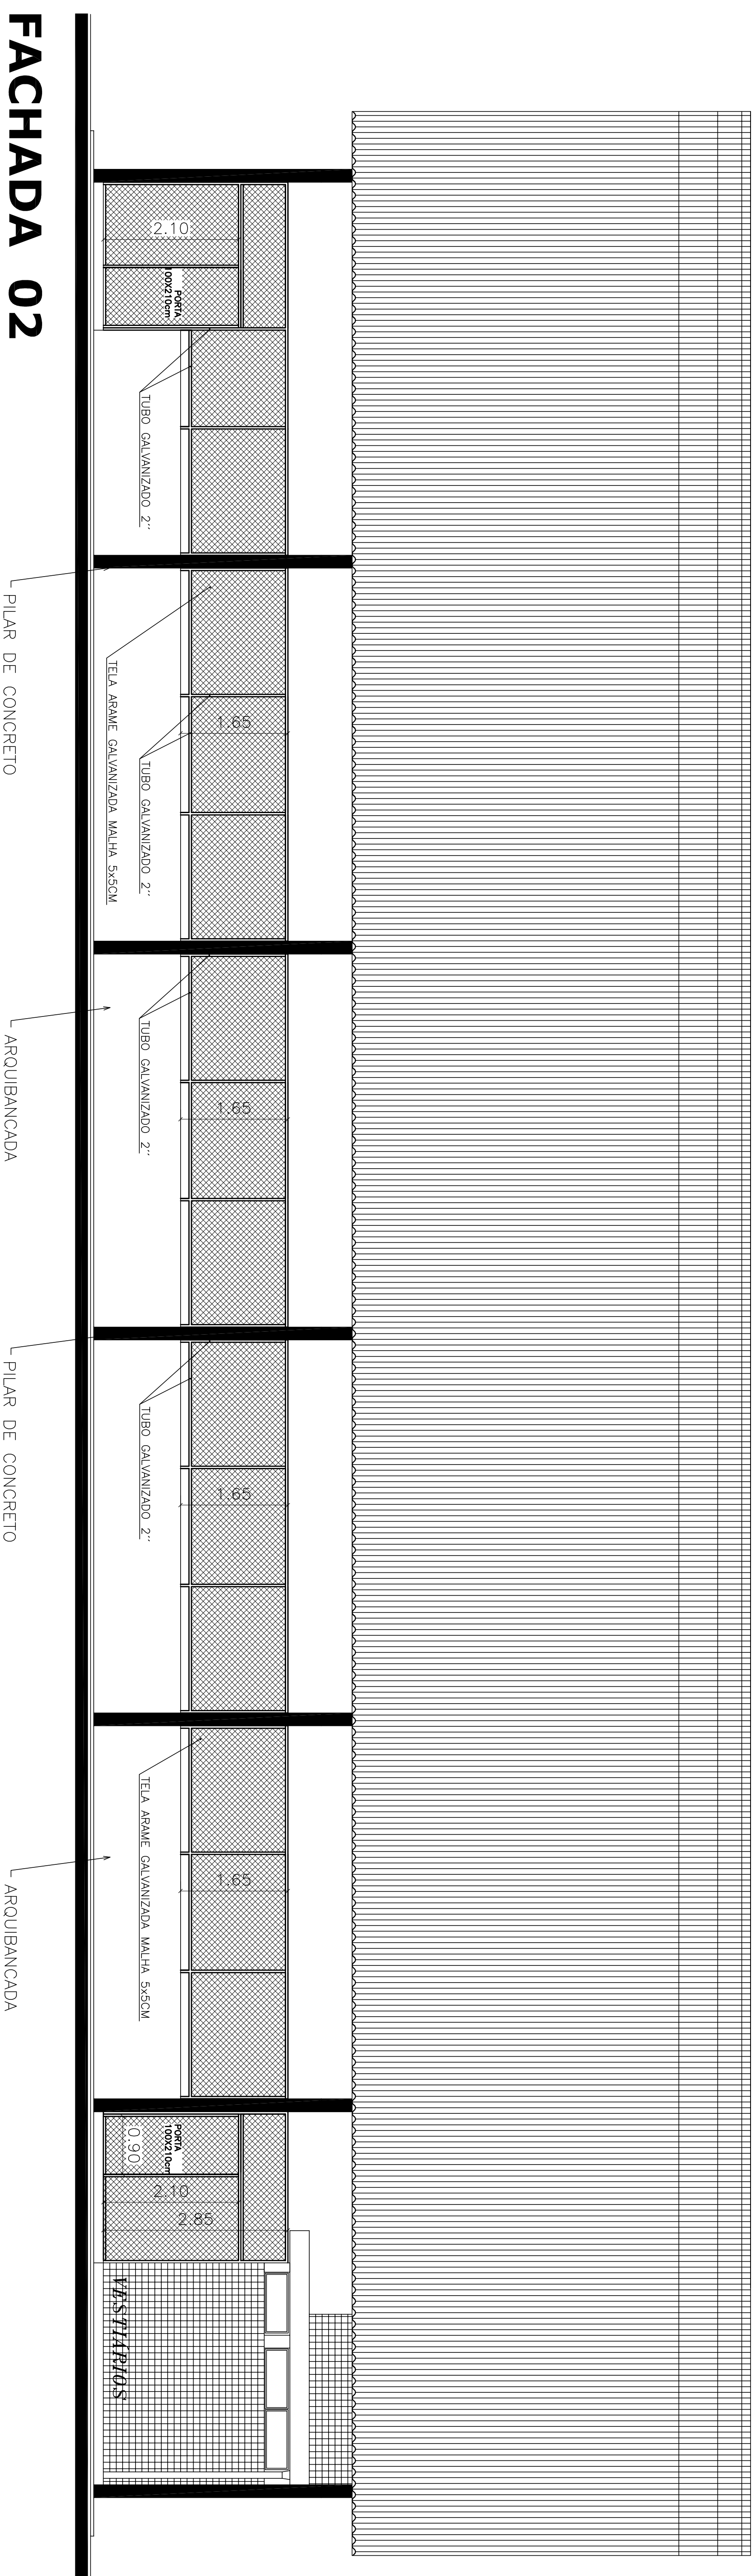 2.10
PORTA
100X210cm
TUBO GALVANIZADO 2´´
TELA ARAME GALVANIZADA MALHA 5x5CM
1.65
TUBO GALVANIZADO 2´´
1.65
TUBO GALVANIZADO 2´´
1.65
TUBO GALVANIZADO 2´´
1.65
TELA ARAME GALVANIZADA MALHA 5x5CM
PORTA
100X210cm
0.90
2.10
2.85
VESTIÁRIOS
PILAR DE CONCRETO
ARQUIBANCADA
PILAR DE CONCRETO
ARQUIBANCADA
FACHADA 02